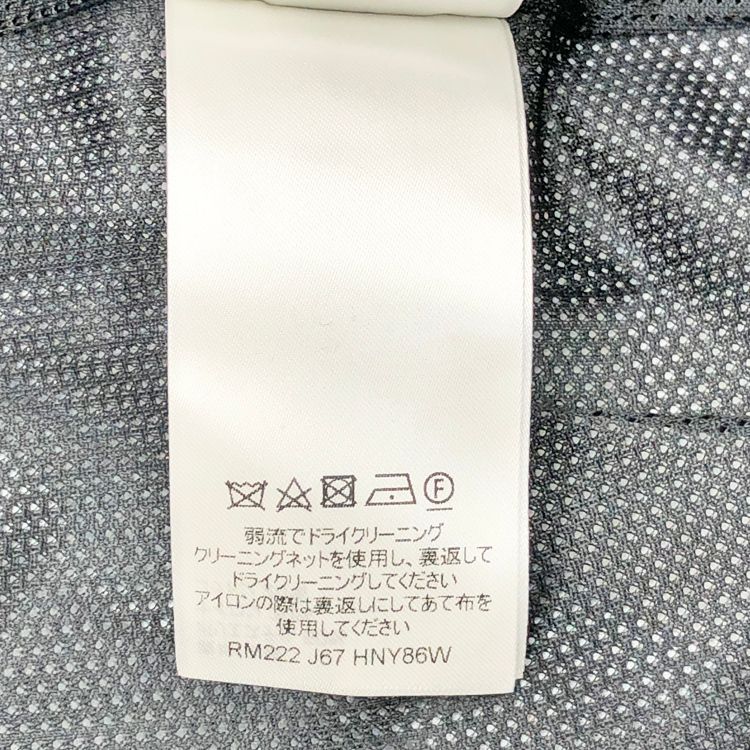 F
弱流でドライクリーニング
クリーニングネットを使用し、裏返して
ドライクリーニングしてください
アイロンの際は裏返しにしてあて布を
使用してください
RM222 J67 HNY86W